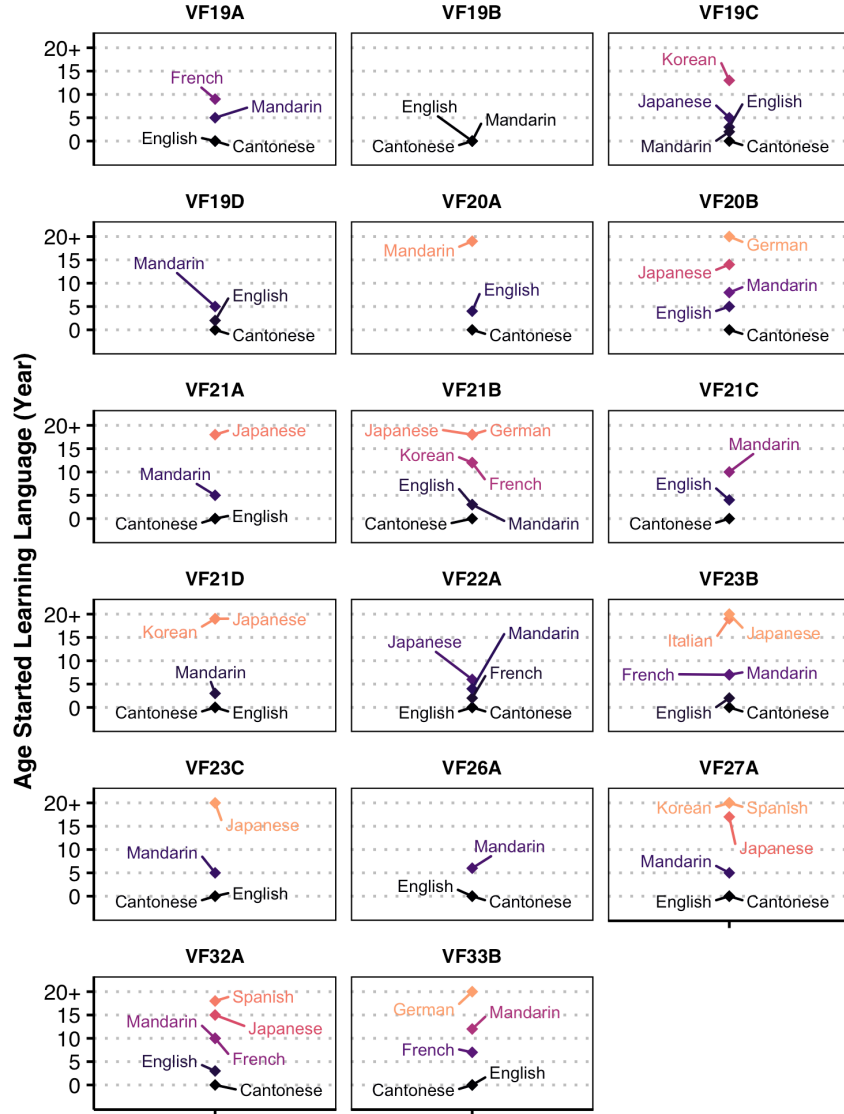 VF19A
VF19B
VF19C
20+
15
10
5
0
French
Mandarin
English
Cantonese
English
Mandarin
Cantonese
Korean
Japanese
English
Mandarin
Cantonese
VF19D
VF20A
VF20B
20+
15
10
5
0
Mandarin
English
Cantonese
Mandarin
English
Cantonese
German
Japanese
Mandarin
English
Cantonese
Age Started Learning Language (Year)
VF21A
VF21B
VF21C
20+
15
10
5
0
Japanese
Mandarin
Cantonese
English
Japanese
German
Korean
French
English
Mandarin
Cantonese
Mandarin
English
Cantonese
VF21D
VF22A
VF23B
20+
15
10
5
0
Korean
Japanese
Mandarin
Cantonese
English
Japanese
Mandarin
French
English
Cantonese
Italian
Japanese
French
Mandarin
English
Cantonese
VF23C
VF26A
VF27A
20+
15
10
5
0
Japanese
Mandarin
Cantonese
English
Mandarin
English
Cantonese
Korean
Spanish
Japanese
Mandarin
English
Cantonese
VF32A
VF33B
20+
15
10
5
0
Spanish
Mandarin
Japanese
English
French
Cantonese
German
Mandarin
French
English
Cantonese